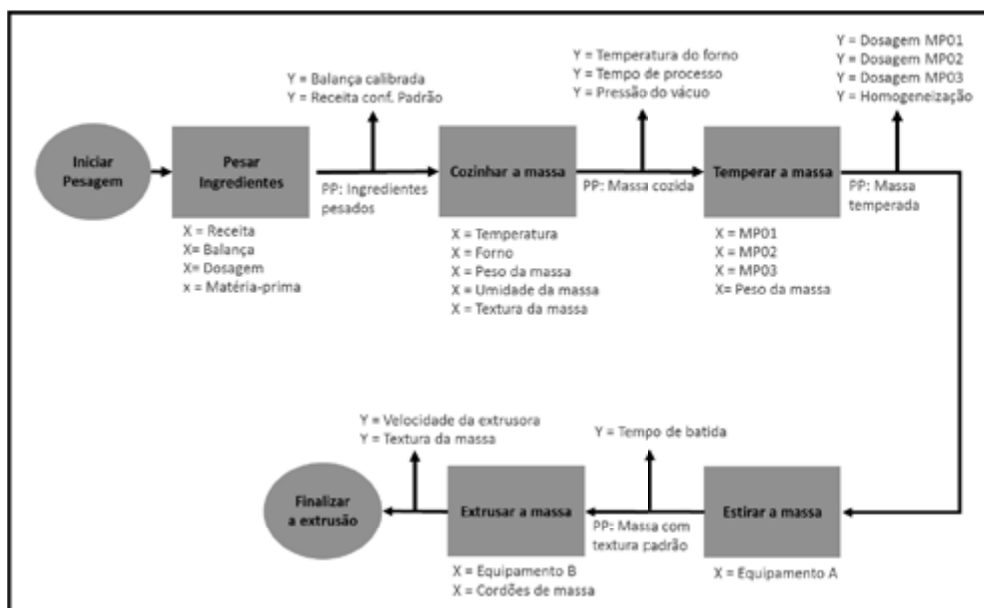 Iniciar
Pesagem
Pesar
Ingredientes
Y = Balança calibrada
Y = Receita conf. Padrão
PP: Ingredientes
pesados
X = Receita
X= Balança
X= Dosagem
x = Matéria-prima
Cozinhar a massa
Y = Temperatura do forno
Y = Tempo de processo
Y = Pressão do vácuo
PP: Massa cozida
X = Temperatura
X = Forno
X = Peso da massa
X = Umidade da massa
X = Textura da massa
Temperar a massa
Y = Dosagem MP01
Y = Dosagem MP02
Y = Dosagem MP03
Y = Homogeneização
PP: Massa
temperada
X = MP01
X = MP02
X = MP03
X= Peso da massa
Estirar a massa
X = Equipamento A
Y = Tempo de batida
PP: Massa com
textura padrão
Extrusar a massa
X = Equipamento B
X = Cordões de massa
Y = Velocidade da extrusora
Y = Textura da massa
Finalizar
a extrusão